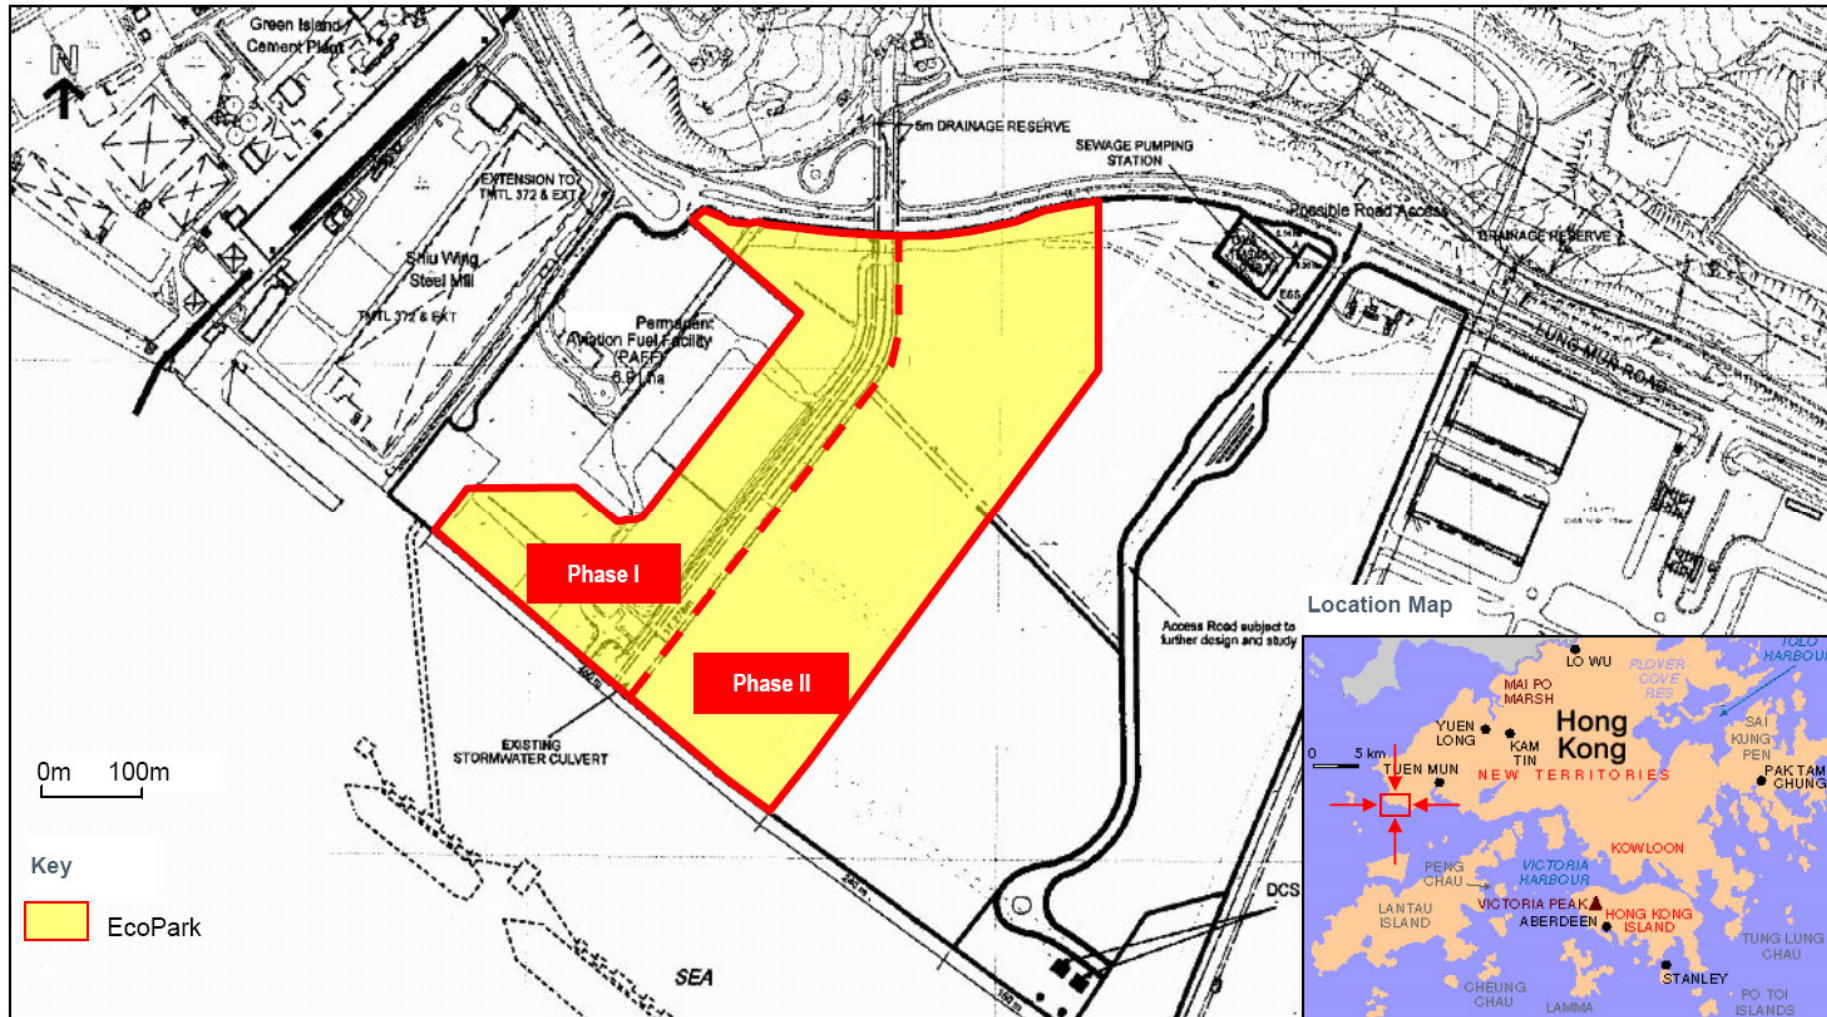 Green Island
Cement Plant
N
5m DRAINAGE RESERVE
SEWAGE PUMPING
STATION
EXTENSION TO
TMTL 372 & EXT
Possible Road Access
DRAINAGE RESERVE
Shiu Wing
Steel Mill
TMTL 372 & EXT
Permanent
Aviation Fuel Facility
(PAFF)
ESS
LUNG MUN ROAD
Phase I
Phase II
Access Road subject to
further design and study
EXISTING
STORMWATER CULVERT
0m 100m
Key
EcoPark
SEA
240 m
160 m
DCS
Location Map
TOLO
HARBOUR
LO WU
PLOVER
COVE
RES
MAI PO
MARSH
YUEN
LONG
KAM
TIN
Hong
Kong
SAI
KUNG
PEN
0 5 km
TUEN MUN
NEW TERRITORIES
PAK TAM
CHUNG
KOWLOON
PENG
CHAU
VICTORIA
HARBOUR
VICTORIA PEAK
LANTAU
ISLAND
ABERDEEN
HONG KONG
ISLAND
TUNG LUNG
CHAU
STANLEY
CHEUNG
CHAU
LAMMA
PO TOI
ISLANDS